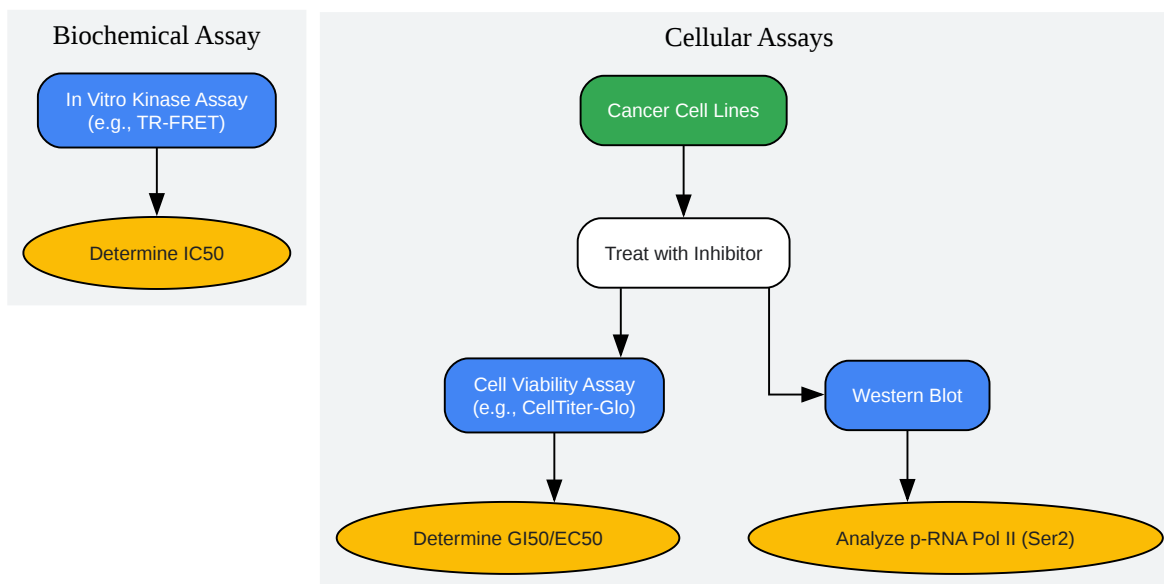 Biochemical Assay
In Vitro Kinase Assay
(e.g., TR-FRET)
Determine IC50
Cellular Assays
Cancer Cell Lines
Treat with Inhibitor
Cell Viability Assay
(e.g., CellTiter-Glo)
Western Blot
Determine GI50/EC50
Analyze p-RNA Pol II (Ser2)